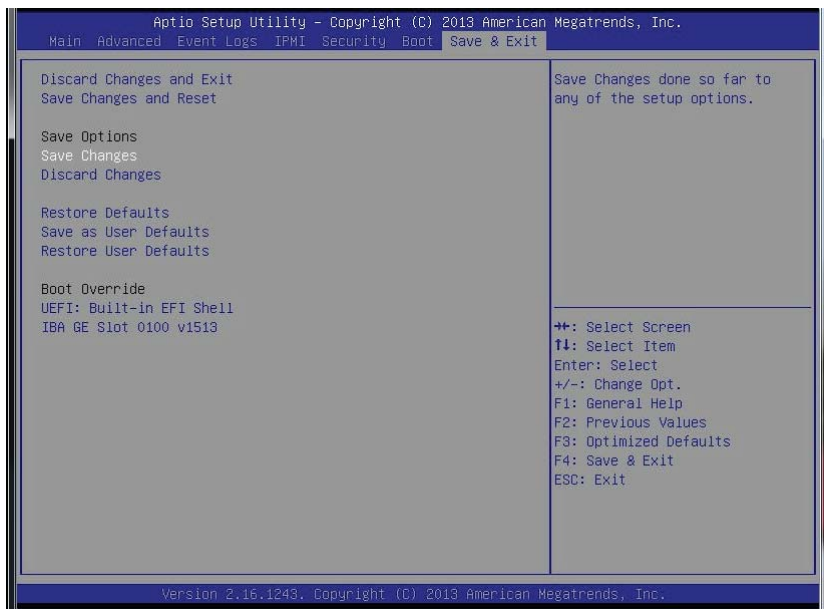 Aptio Setup Utility – Copyright (C) 2013 American Megatrends, Inc.
Main Advanced Event Logs IPMI Security Boot Save & Exit
Discard Changes and Exit
Save Changes and Reset
Save Options
Save Changes
Discard Changes
Restore Defaults
Save as User Defaults
Restore User Defaults
Boot Override
UEFI: Built-in EFI Shell
IBA GE Slot 0100 v1513
Save Changes done so far to
any of the setup options.
→←: Select Screen
↑↓: Select Item
Enter: Select
+/-: Change Opt.
F1: General Help
F2: Previous Values
F3: Optimized Defaults
F4: Save & Exit
ESC: Exit
Version 2.16.1243. Copyright (C) 2013 American Megatrends, Inc.